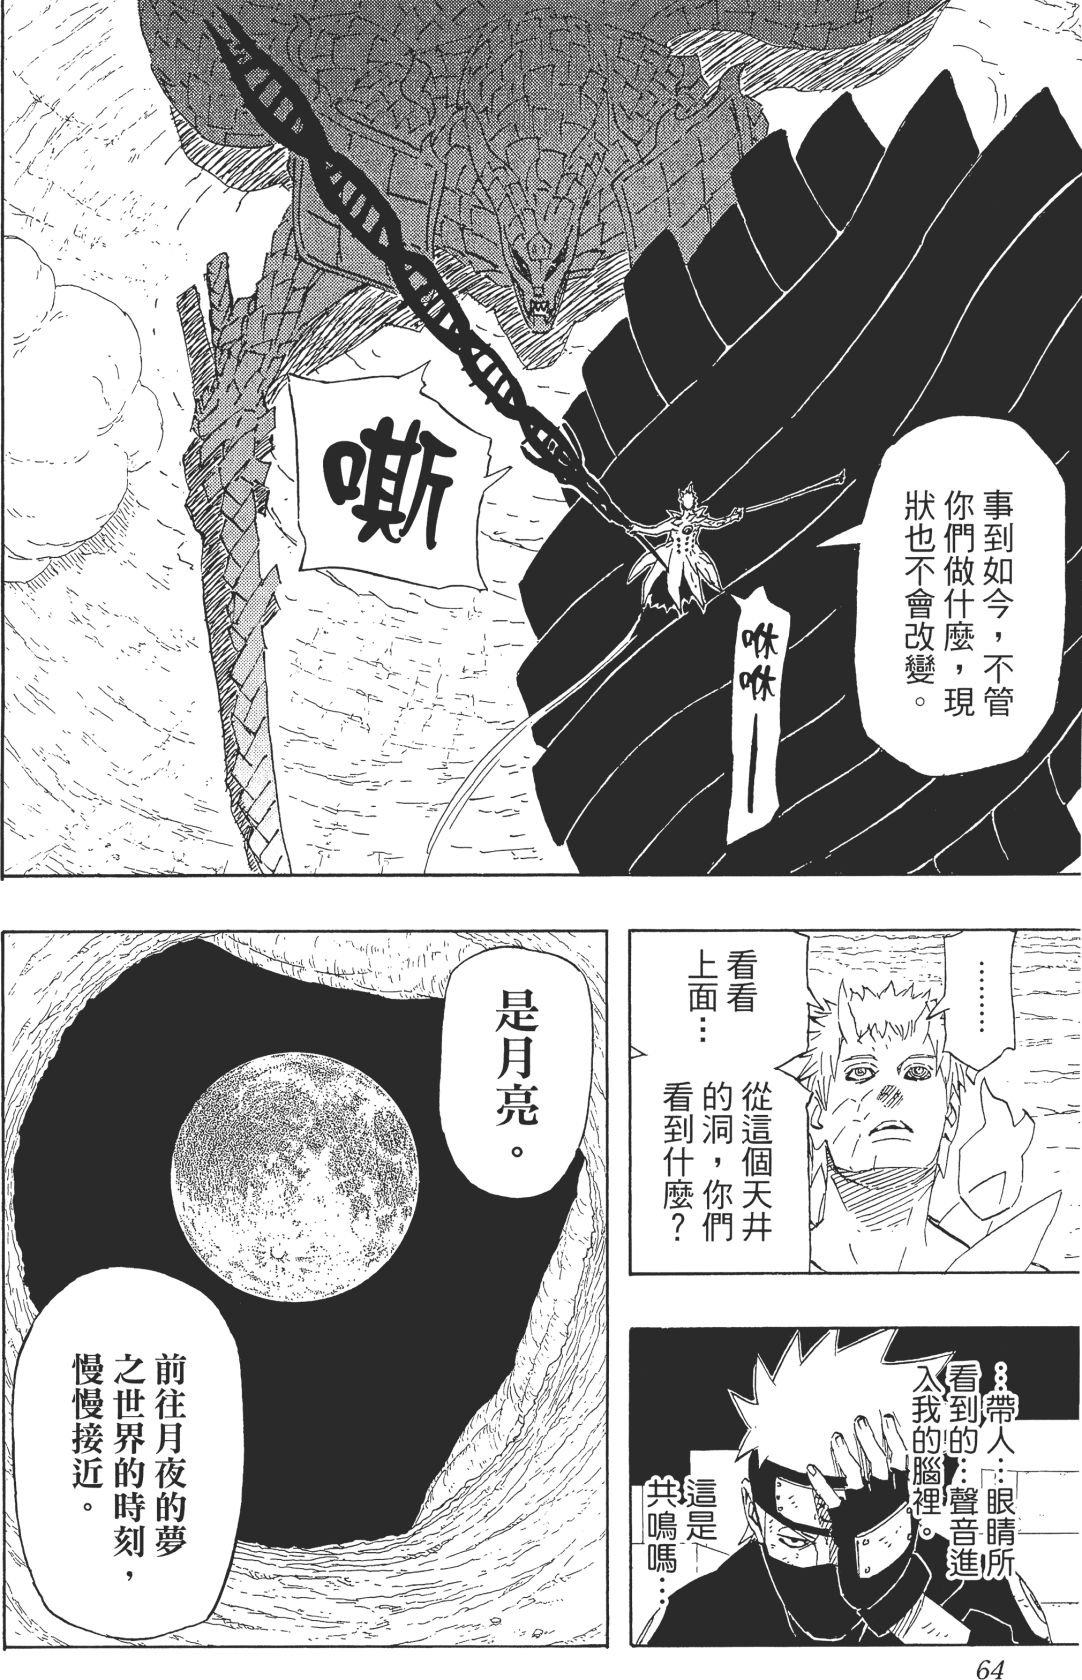 事到如今，不管
你們做什麼，現
狀也不會改變。
嘶
咻咻—
………
看看
上面…
從這個天井
的洞，你們
看到什麼？
…帶人…眼睛所
看到的…聲音進
入我的腦裡。
這是
共鳴嗎…
是月亮。
前往月夜的夢
之世界的時刻，
慢慢接近。
64